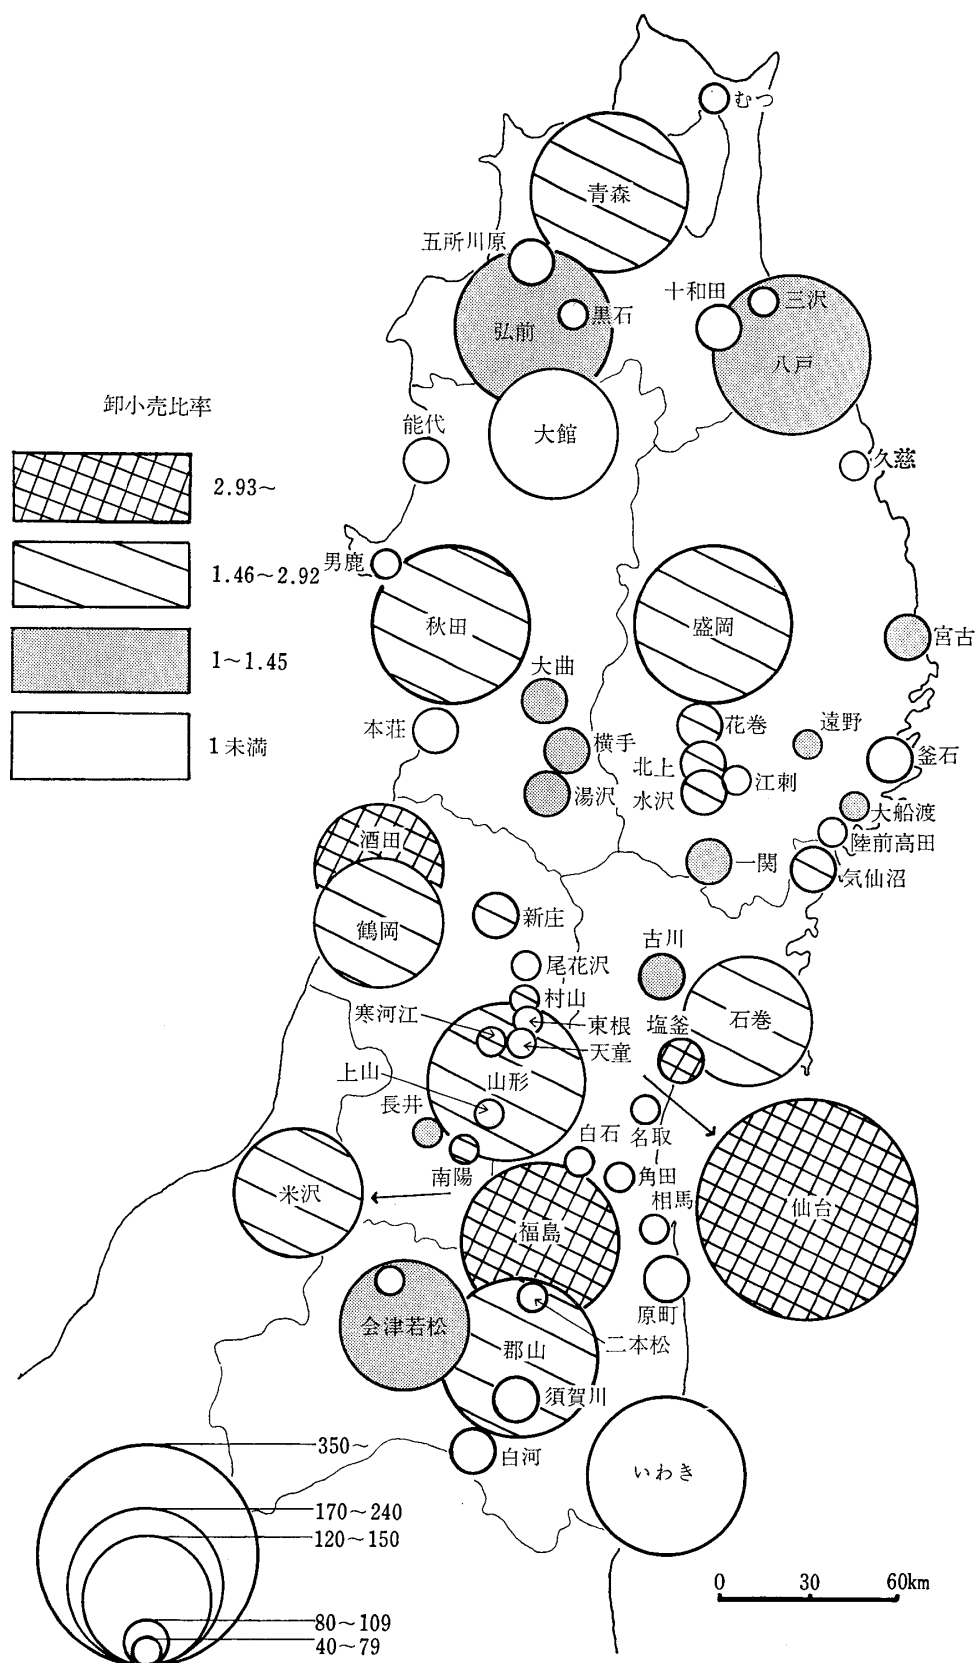 むつ
青森
五所川原
十和田
三沢
黒石
弘前
八戸
卸小売比率
能代
大館
久慈
2.93～
男鹿
1.46～2.92
秋田
盛岡
宮古
1～1.45
大曲
本荘
花巻
遠野
横手
北上
釜石
1未満
江刺
湯沢
水沢
大船渡
酒田
陸前高田
一関
気仙沼
新庄
鶴岡
古川
尾花沢
村山
寒河江
東根
塩釜
石巻
天童
上山
山形
長井
白石
名取
南陽
角田
米沢
相馬
仙台
福島
原町
会津若松
二本松
郡山
須賀川
350～
白河
いわき
170～240
120～150
0 30 60km
80～109
40～79